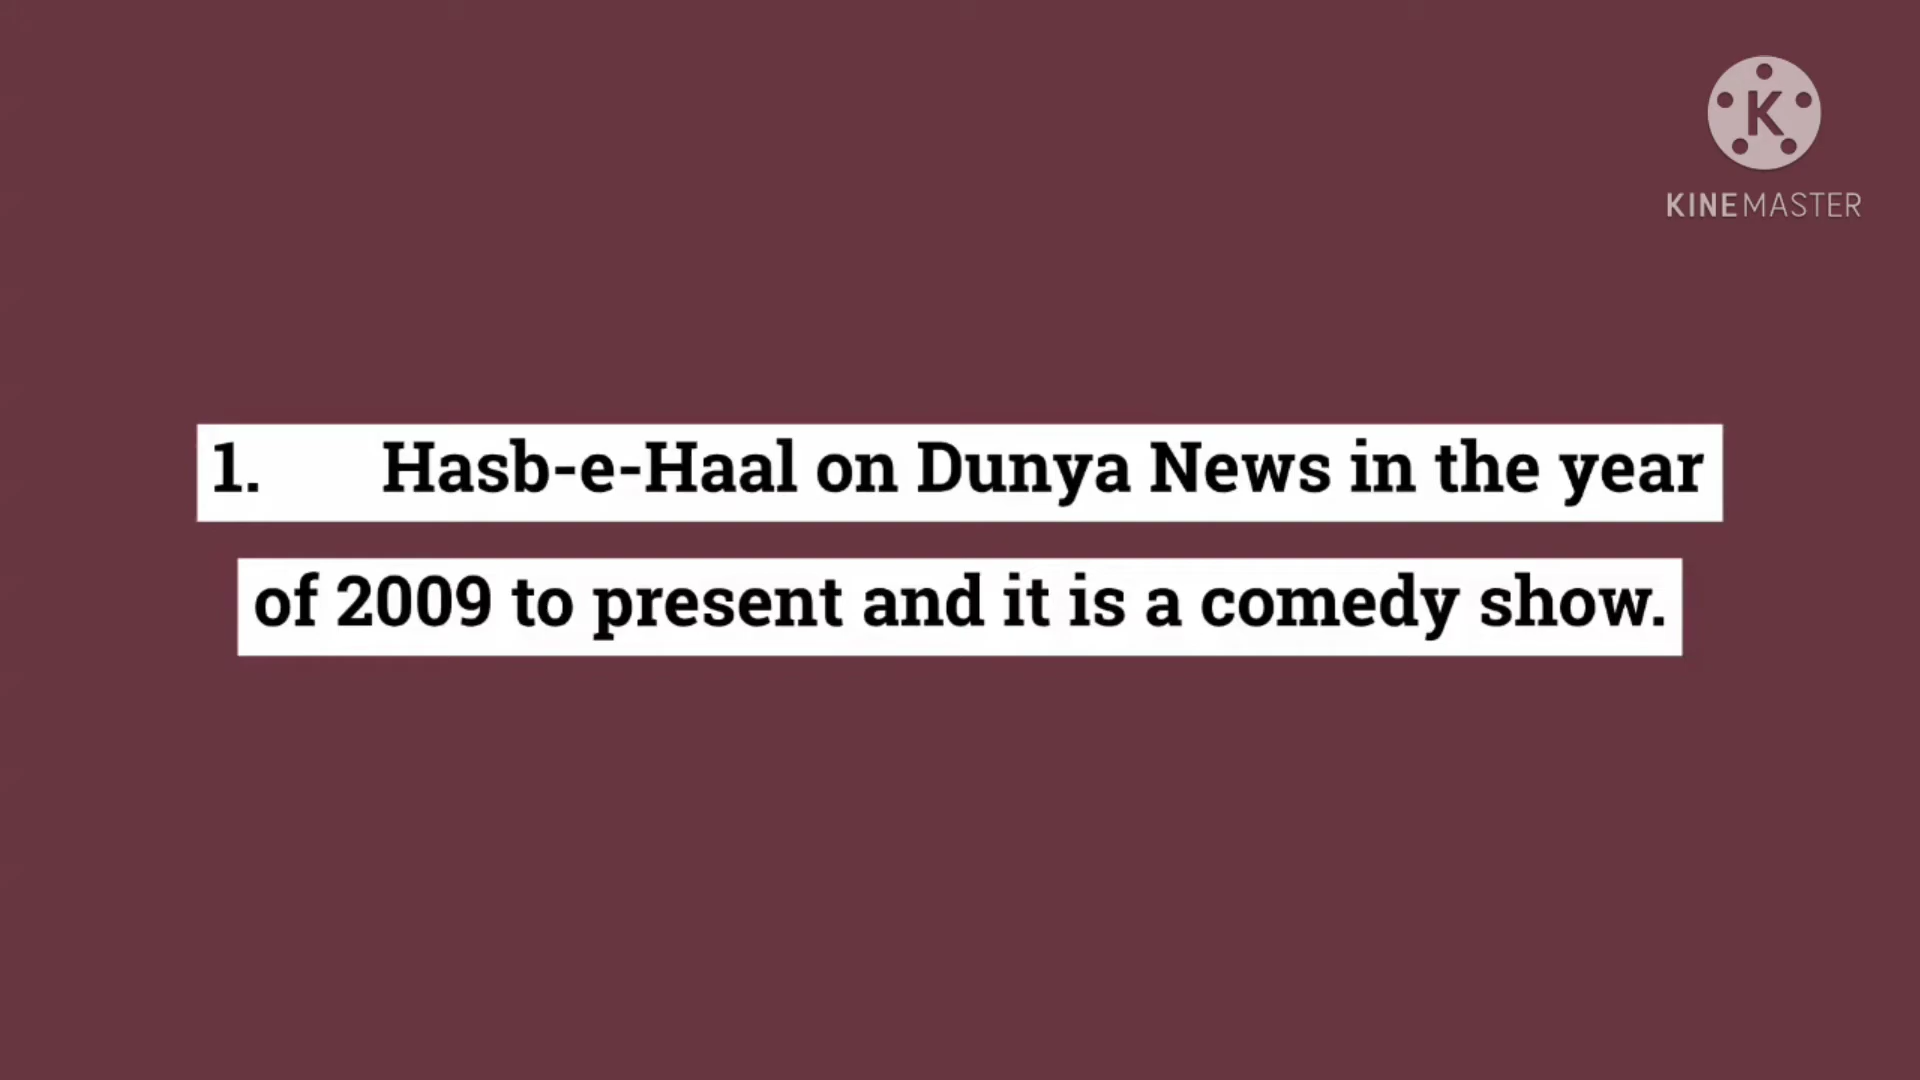 K
KINEMASTER
1. Hasb-e-Haal on Dunya News in the year
of 2009 to present and it is a comedy show.